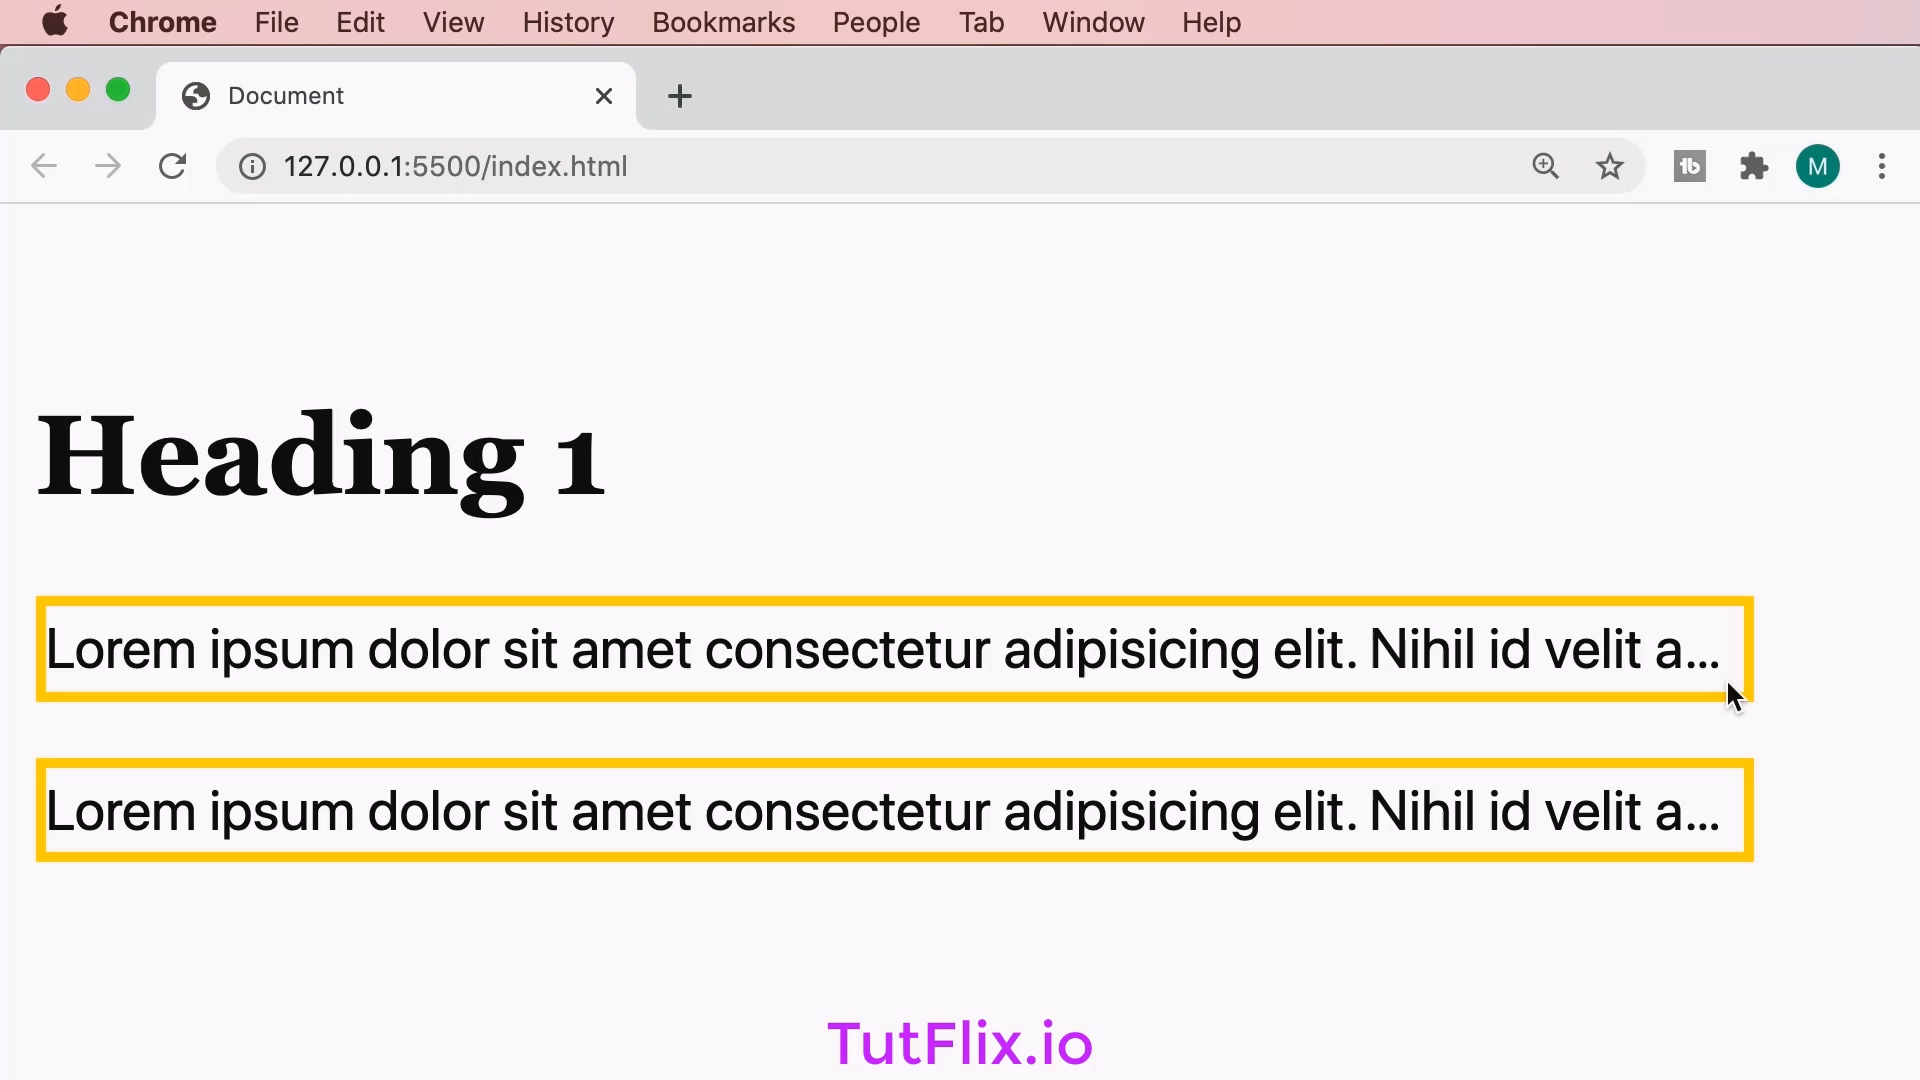 Chrome File Edit View History Bookmarks People Tab Window Help
Document
127.0.0.1:5500/index.html
M
Heading 1
Lorem ipsum dolor sit amet consectetur adipisicing elit. Nihil id velit a...
Lorem ipsum dolor sit amet consectetur adipisicing elit. Nihil id velit a...
TutFlix.io